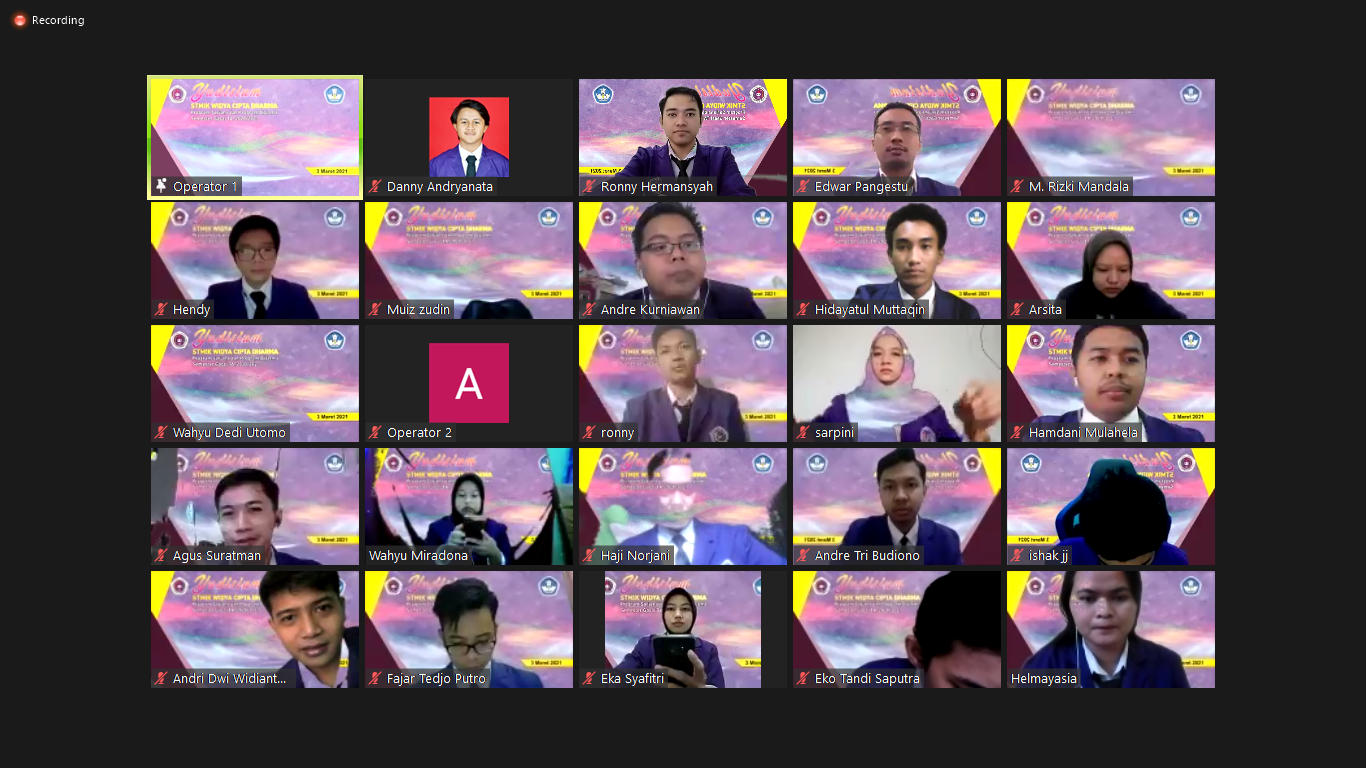 Recording
Yudisium
STMIK WIDYA CIPTA DHARMA
3 Maret 2021
Operator 1
Danny Andryanata
Ronny Hermansyah
Edwar Pangestu
M. Rizki Mandala
Hendy
Muiz zudin
Andre Kurniawan
Hidayatul Muttaqin
Arsita
Wahyu Dedi Utomo
A
Operator 2
ronny
sarpini
Hamdani Mulahela
Agus Suratman
Wahyu Miradona
Haji Norjani
Andre Tri Budiono
ishak jj
Andri Dwi Widiant...
Fajar Tedjo Putro
Eka Syafitri
Eko Tandi Saputra
Helmayasia